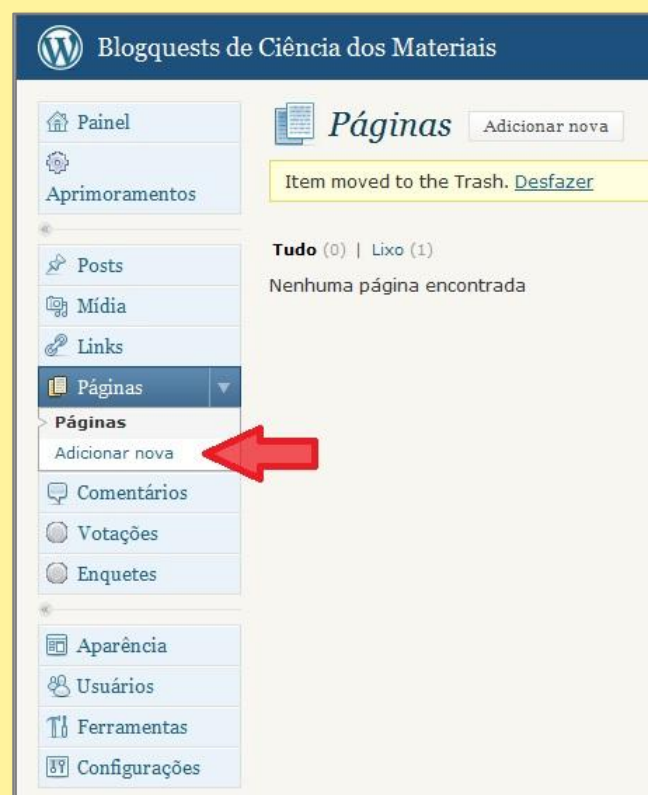 Blogquests de Ciência dos Materiais
Painel
Aprimoramentos
Posts
Mídia
Links
Páginas
Páginas
Adicionar nova
Comentários
Votações
Enquetes
Aparência
Usuários
Ferramentas
Configurações
Páginas Adicionar nova
Item moved to the Trash. Desfazer
Tudo (0) | Lixo (1)
Nenhuma página encontrada